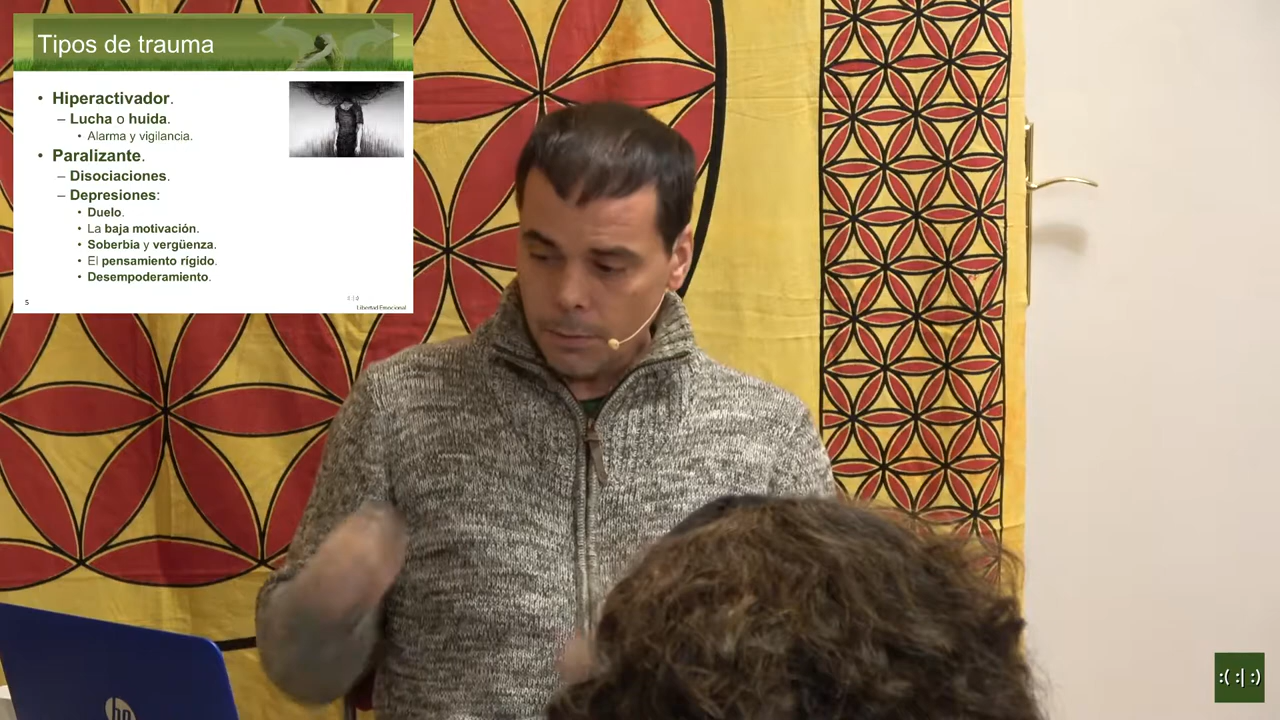 Tipos de trauma
• Hiperactivador.
– Lucha o huida.
• Alarma y vigilancia.
• Paralizante.
– Disociaciones.
– Depresiones:
• Duelo.
• La baja motivación.
• Soberbia y vergüenza.
• El pensamiento rígido.
• Desempoderamiento.
5
Libertad Emocional
hp
:( :| :)